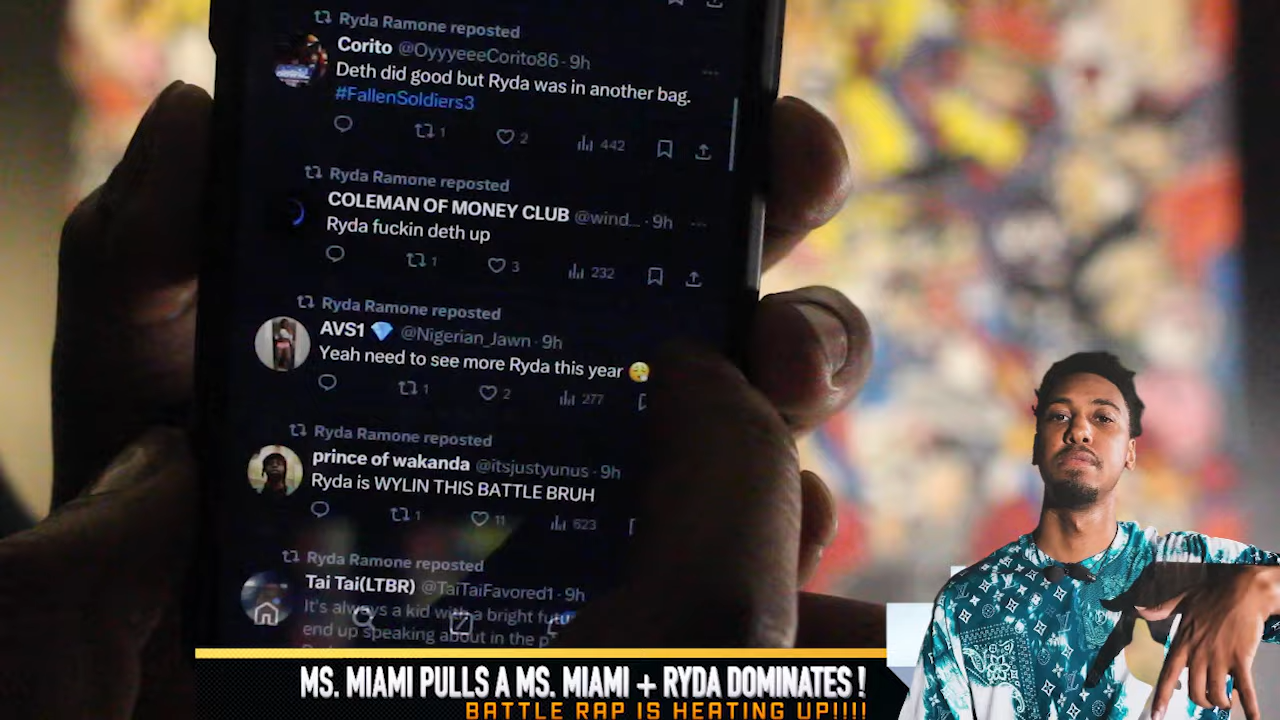 Ryda Ramone reposted
Corito @OyyyeeeCorito86 · 9h
Deth did good but Ryda was in another bag.
#FallenSoldiers3
1 2 442
Ryda Ramone reposted
COLEMAN OF MONEY CLUB @wind... · 9h
Ryda fuckin deth up
1 3 232
Ryda Ramone reposted
AVS1 💎 @Nigerian_Jawn · 9h
Yeah need to see more Ryda this year
1 2 277
Ryda Ramone reposted
prince of wakanda @itsjustyunus · 9h
Ryda is WYLIN THIS BATTLE BRUH
1 11 623
Ryda Ramone reposted
Tai Tai(LTBR) @TaiTaiFavored1 · 9h
It's always a kid with a bright
end up speaking about in the
MS. MIAMI PULLS A MS. MIAMI + RYDA DOMINATES !
BATTLE RAP IS HEATING UP!!!!